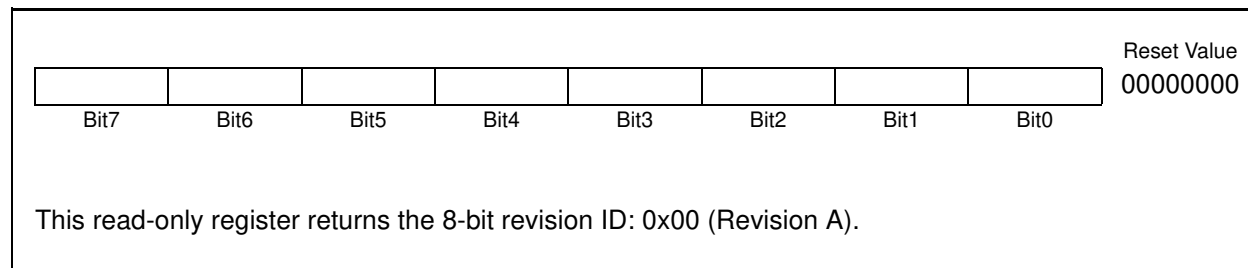 Reset Value
00000000
Bit7 Bit6 Bit5 Bit4 Bit3 Bit2 Bit1 Bit0
This read-only register returns the 8-bit revision ID: 0x00 (Revision A).